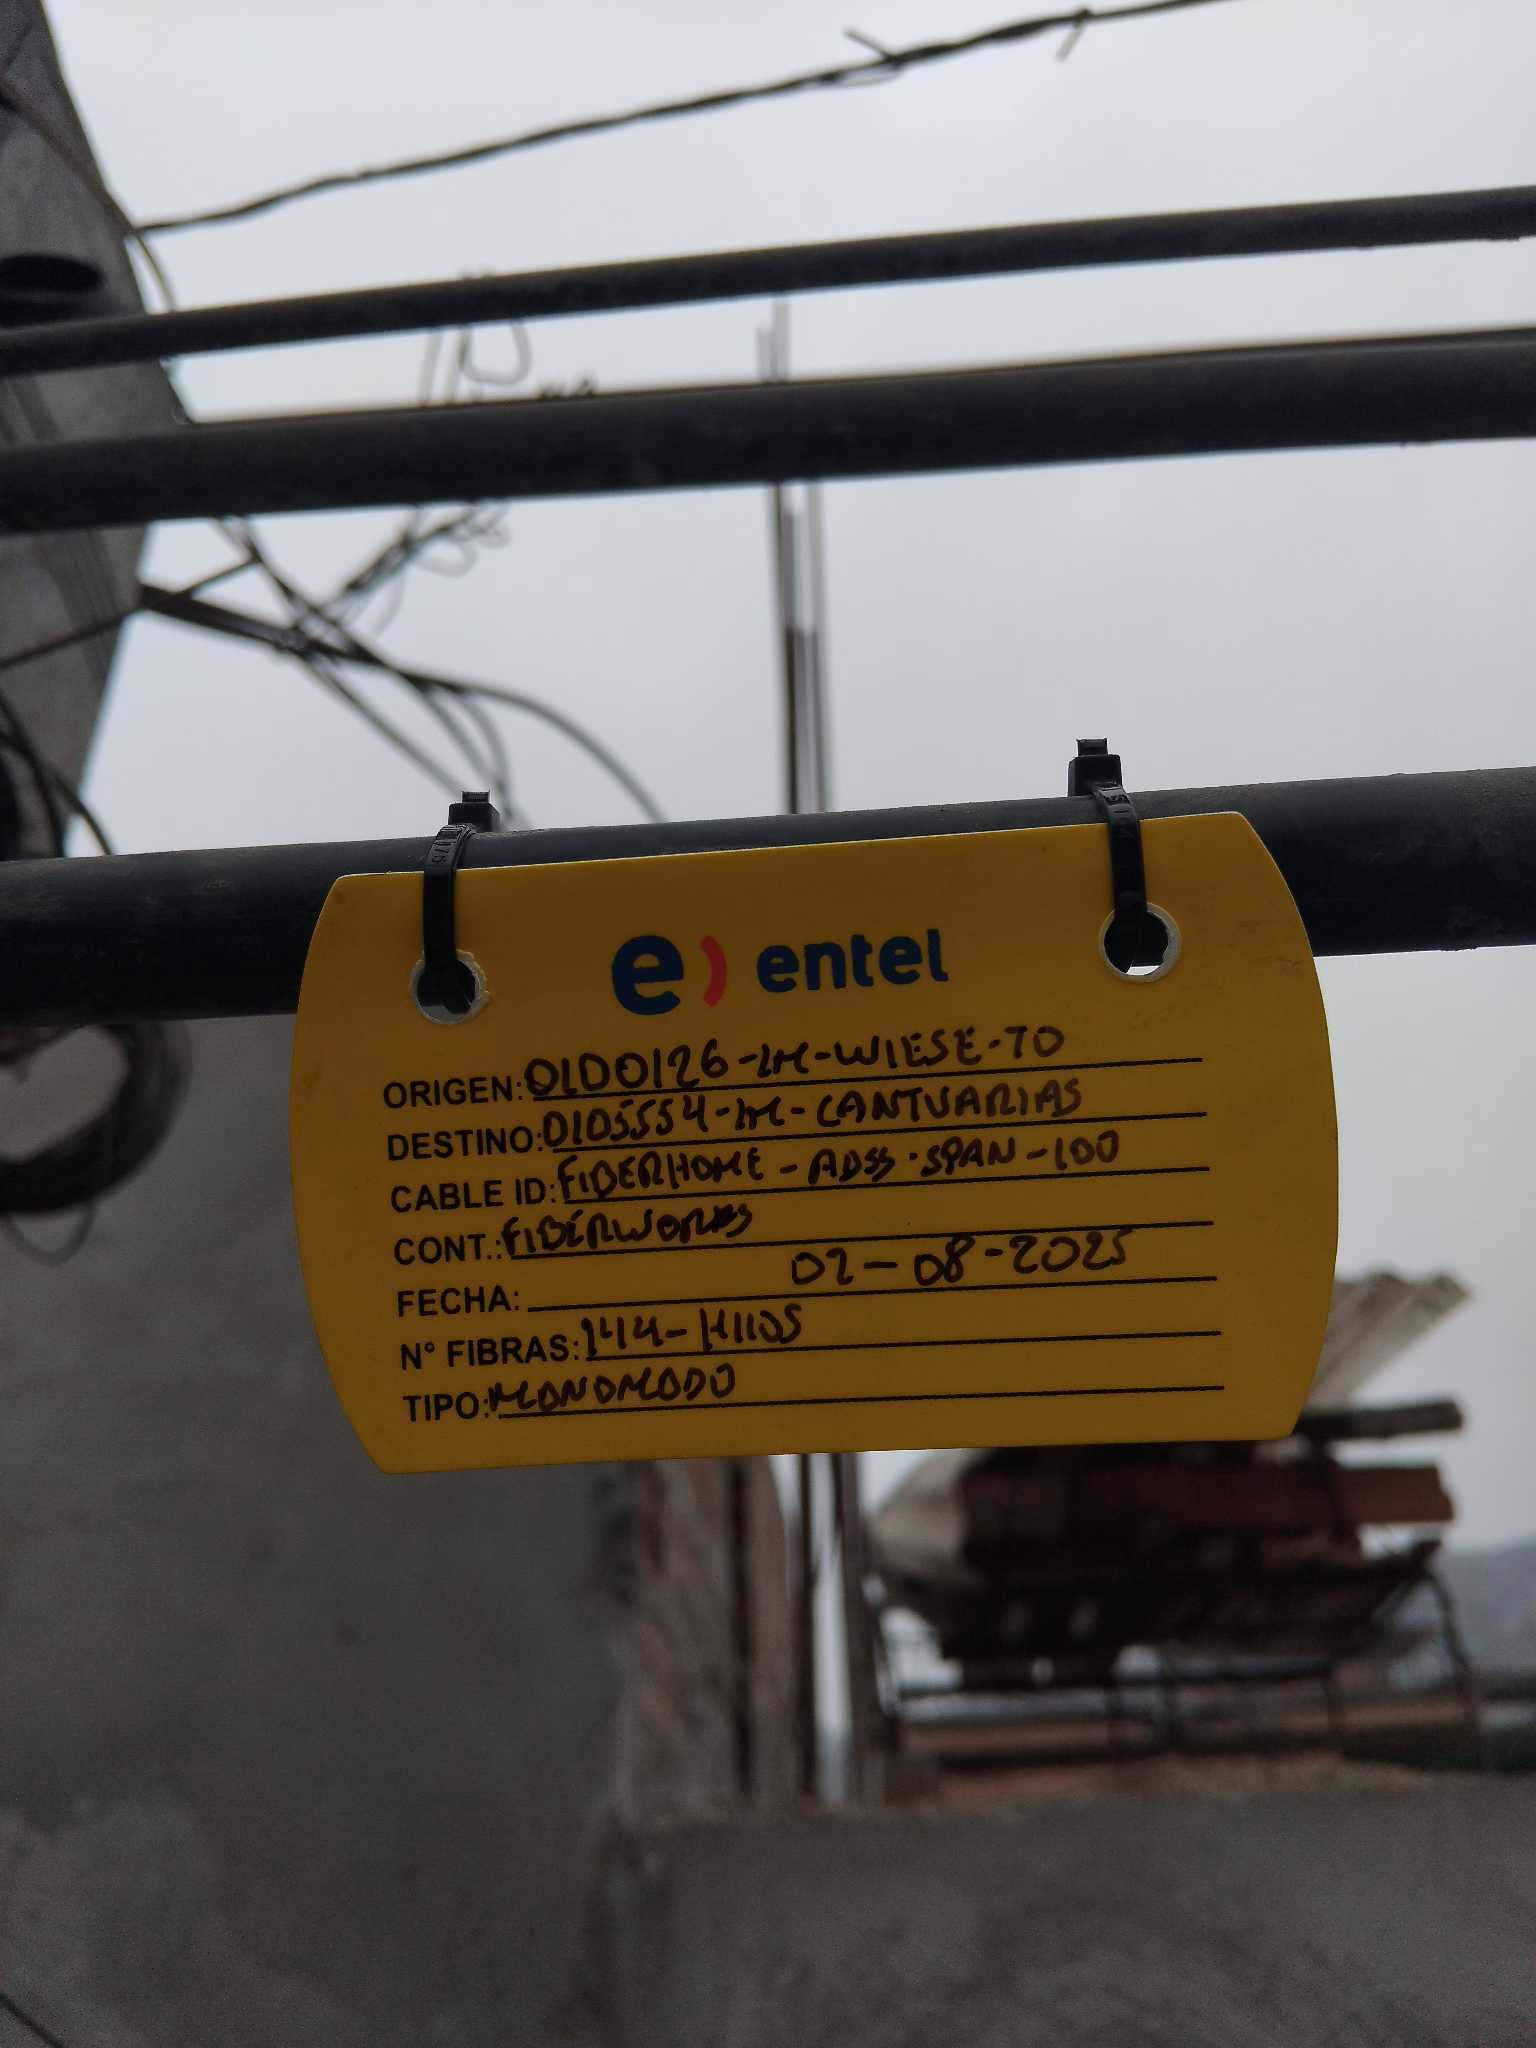 e) entel
ORIGEN: 0100126-LM-WIESE-TO
DESTINO: 0105554-LM-CANTUARIAS
CABLE ID: FIBERHOME-ADSS-SPAN-100
CONT.: FIBERWORKS
FECHA: 02-08-2025
N° FIBRAS: 144-HILOS
TIPO: MONOMODO